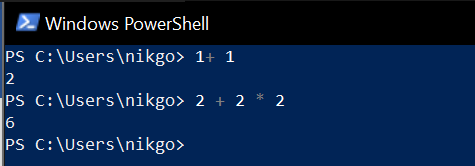 Windows PowerShell
PS C:\Users\nikgo> 1+ 1
2
PS C:\Users\nikgo> 2 + 2 * 2
6
PS C:\Users\nikgo>